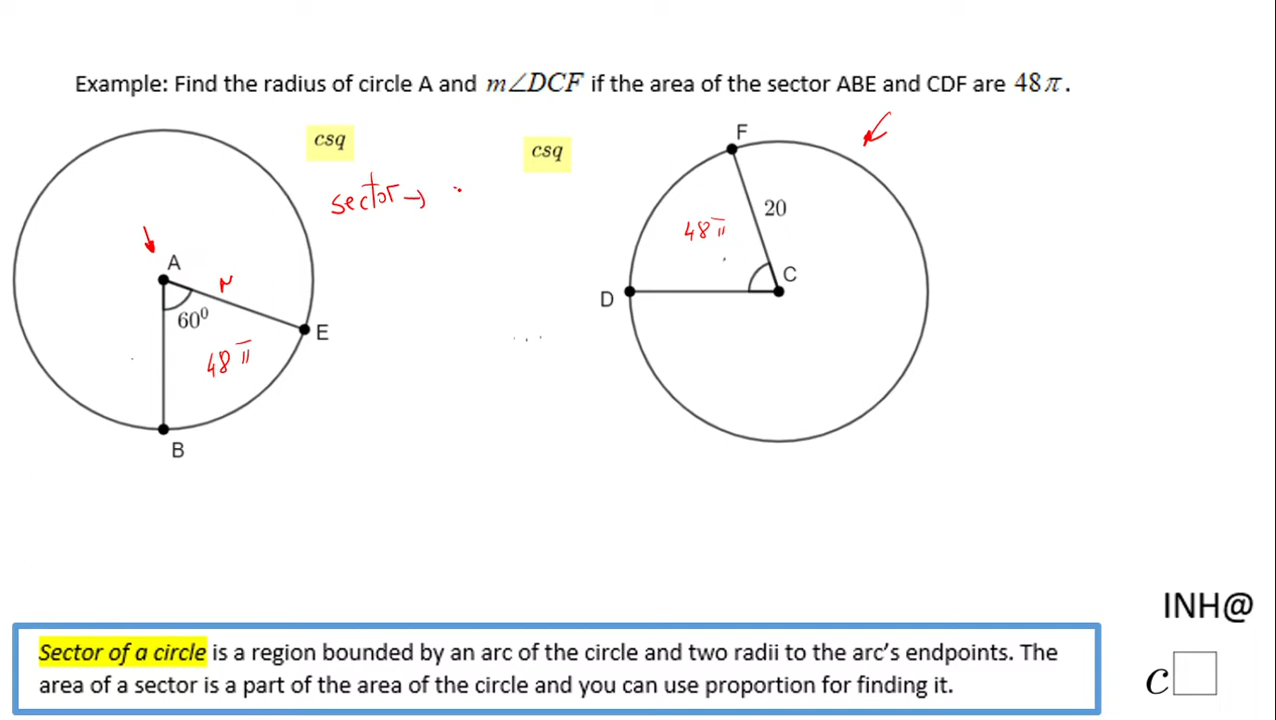 Example: Find the radius of circle A and m∠DCF if the area of the sector ABE and CDF are 48π.
csq
csq
sector→
F
20
48π
A
r
C
D
60⁰
E
48π
B
INH@
Sector of a circle is a region bounded by an arc of the circle and two radii to the arc's endpoints. The
area of a sector is a part of the area of the circle and you can use proportion for finding it.
c